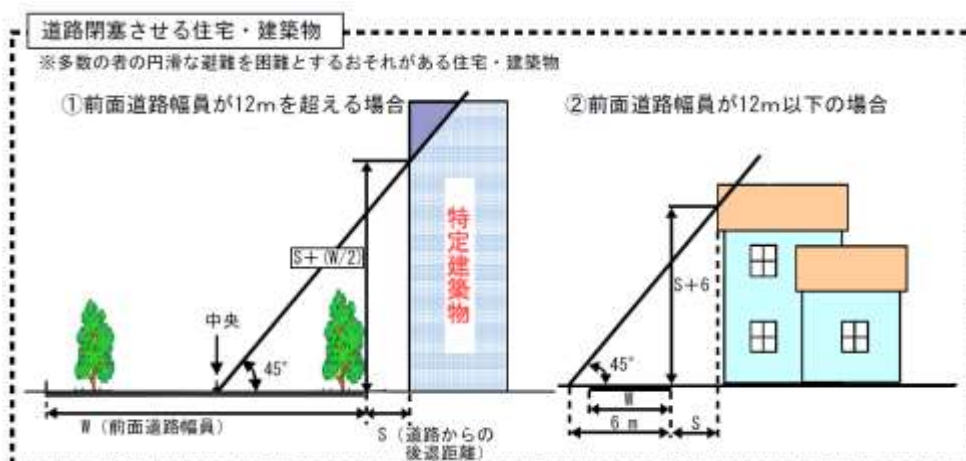 道路閉塞させる住宅・建築物
※多数の者の円滑な避難を困難とするおそれがある住宅・建築物
①前面道路幅員が12mを超える場合
②前面道路幅員が12m以下の場合
特定建築物
S+(W/2)
中央
45°
W(前面道路幅員)
S(道路からの
後退距離)
S+6
45°
W
6 m
S